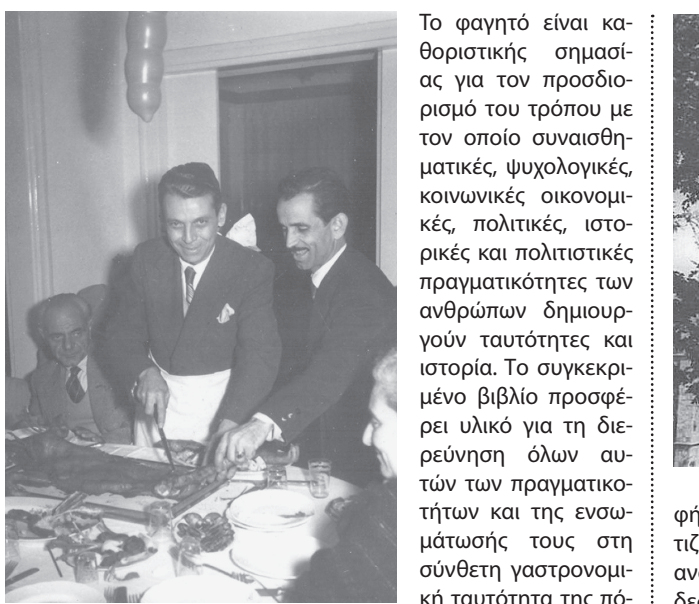 Το φαγητό είναι κα-
θοριστικής σημασί-
ας για τον προσδιο-
ρισμό του τρόπου με
τον οποίο συναισθη-
ματικές, ψυχολογικές,
κοινωνικές οικονομι-
κές, πολιτικές, ιστο-
ρικές και πολιτιστικές
πραγματικότητες των
ανθρώπων δημιουρ-
γούν ταυτότητες και
ιστορία. Το συγκεκρι-
μένο βιβλίο προσφέ-
ρει υλικό για τη διε-
ρεύνηση όλων αυ-
τών των πραγματικο-
τήτων και της ενσω-
μάτωσής τους στη
σύνθετη γαστρονομι-
κή ταυτότητα της πό-
φή
τιζ